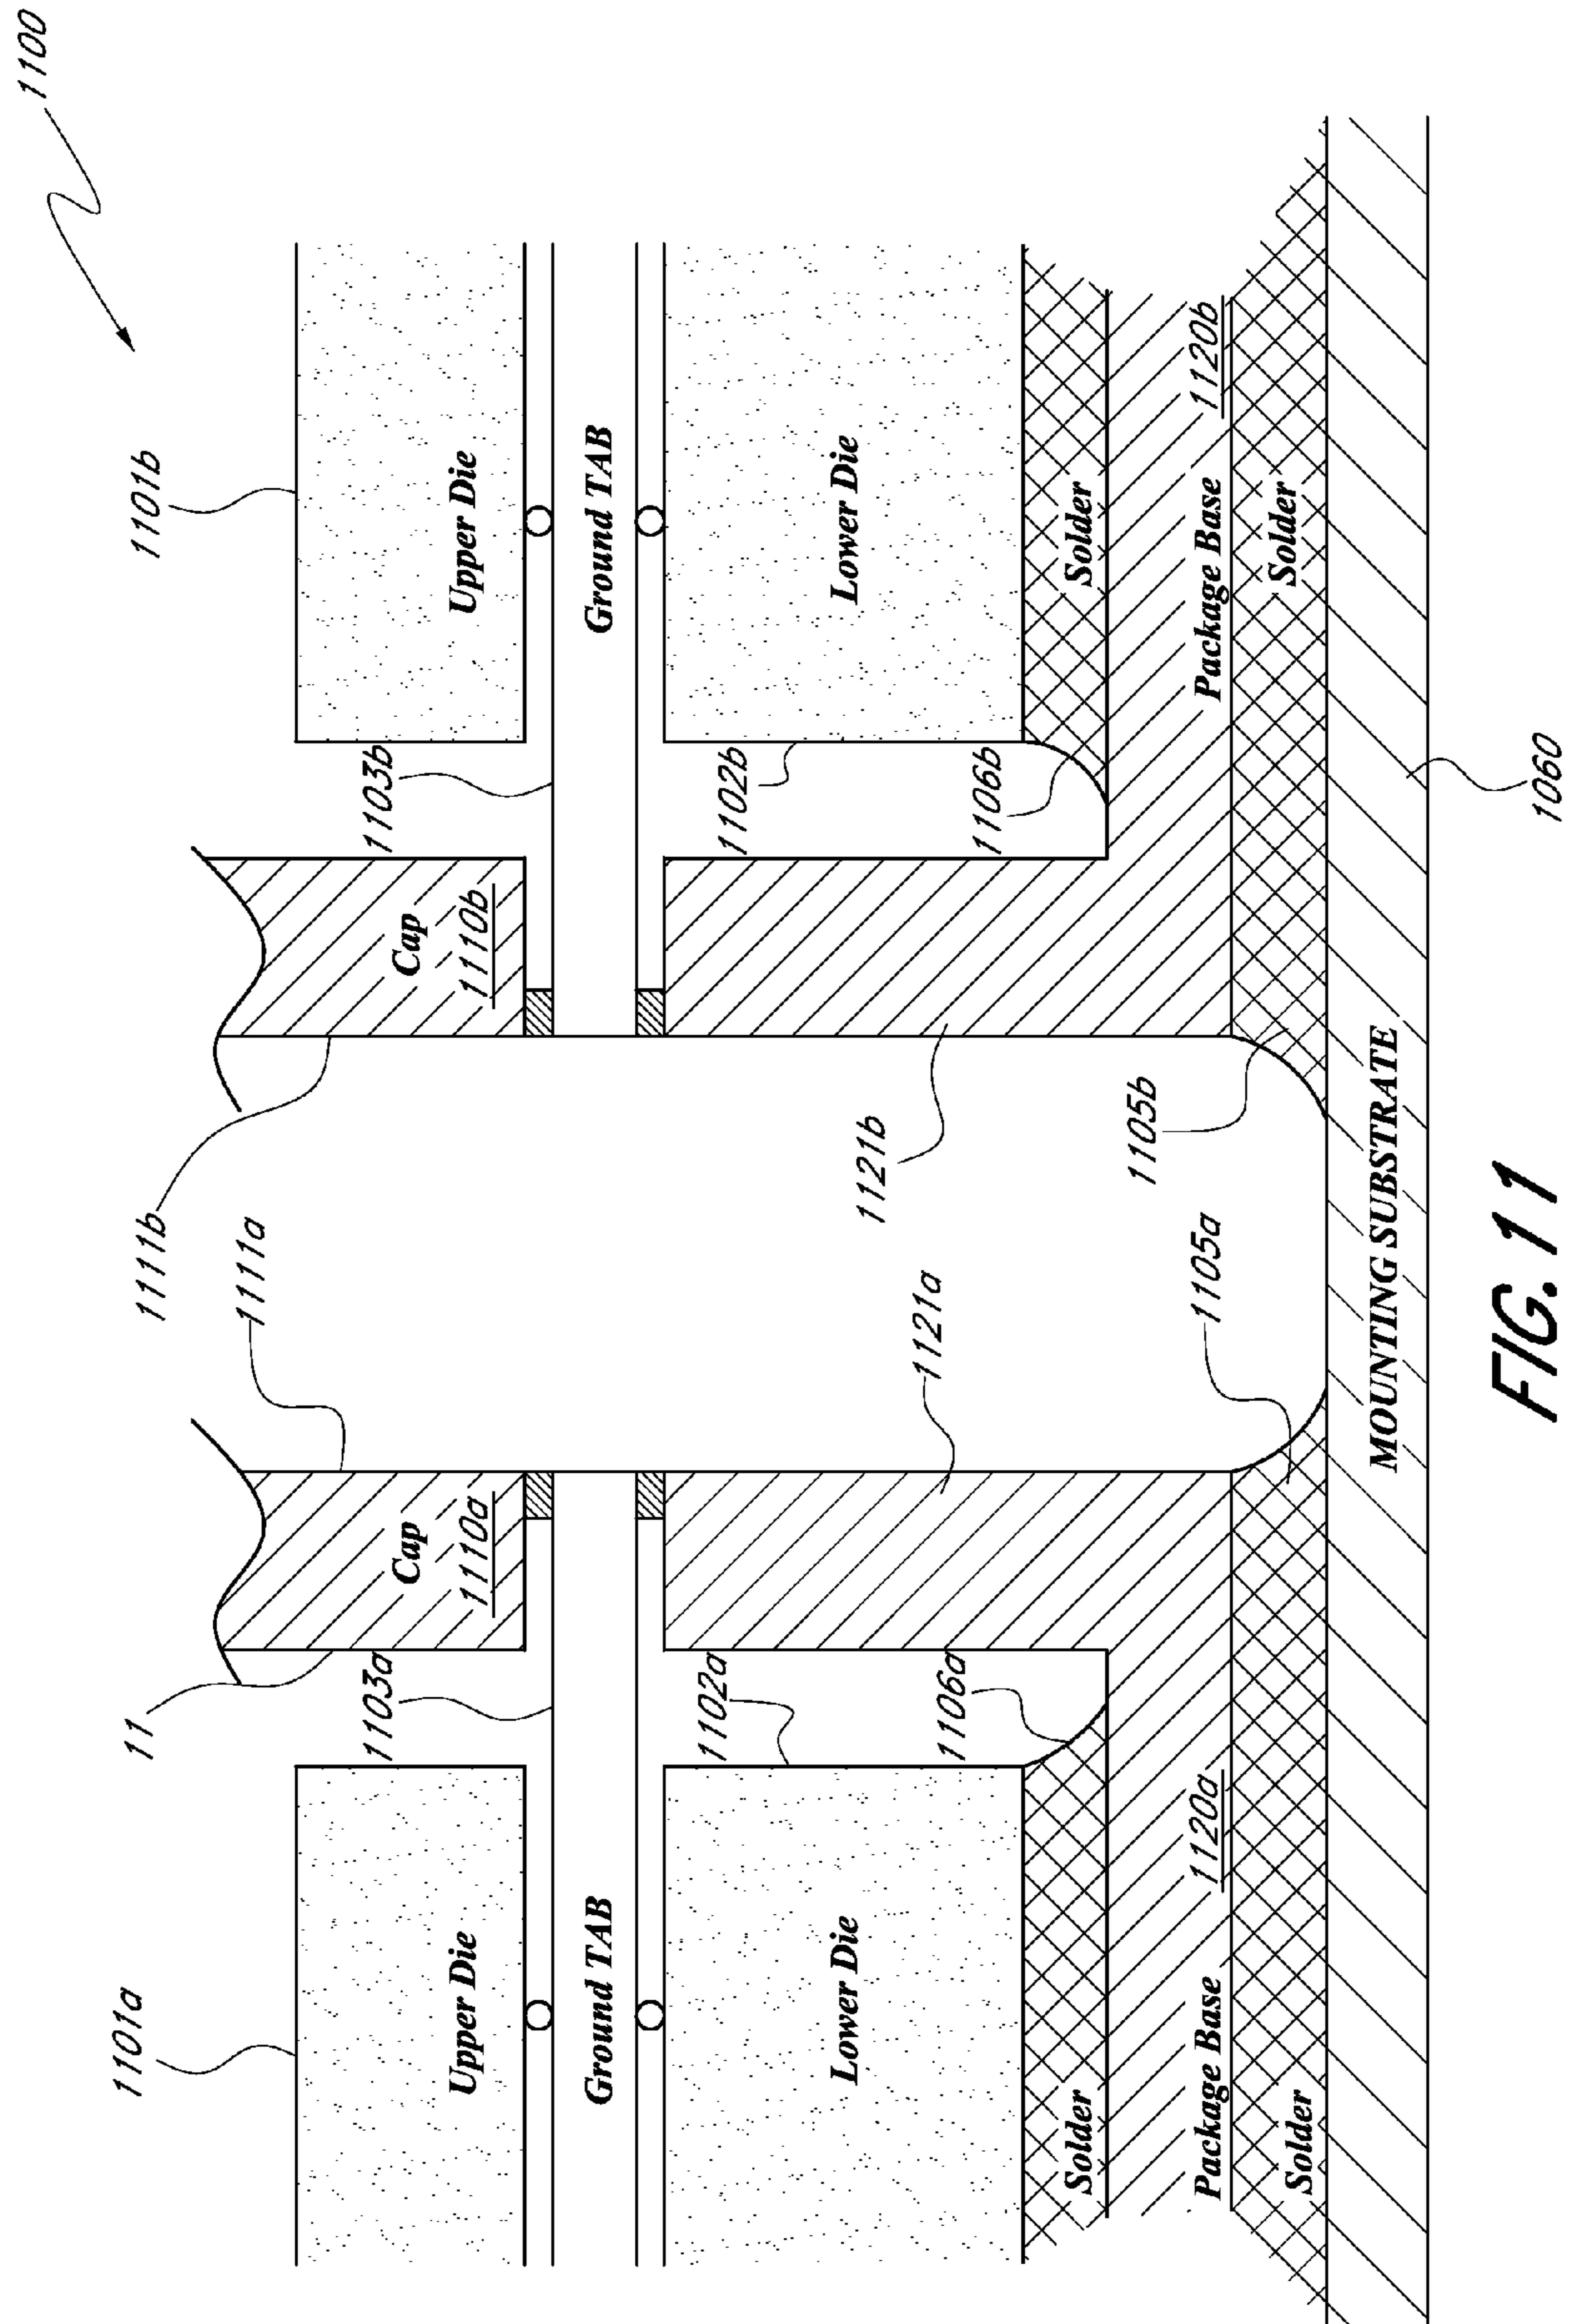 1100
1101a
1101b
11
1111a
1111b
Upper Die
Upper Die
Cap
1110a
Cap
1110b
1103a
1103b
Ground TAB
Ground TAB
1102a
1102b
Lower Die
Lower Die
1121a
1121b
1106a
1106b
Solder
Solder
1105a
1105b
Package Base
1120a
Package Base
1120b
Solder
Solder
MOUNTING SUBSTRATE
1060
FIG. 11